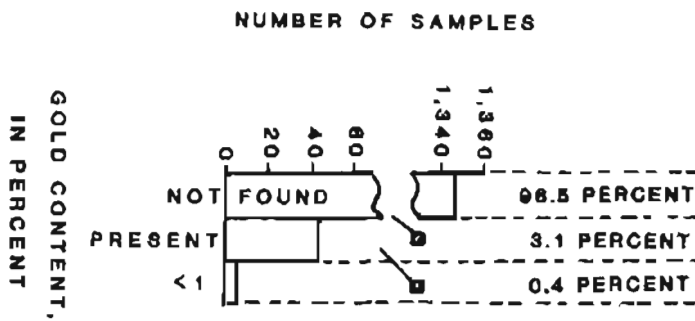 NUMBER OF SAMPLES
0 20 40 60 1,340 1,360
GOLD CONTENT,
IN PERCENT
NOT FOUND 96.5 PERCENT
PRESENT 3.1 PERCENT
<1 0.4 PERCENT